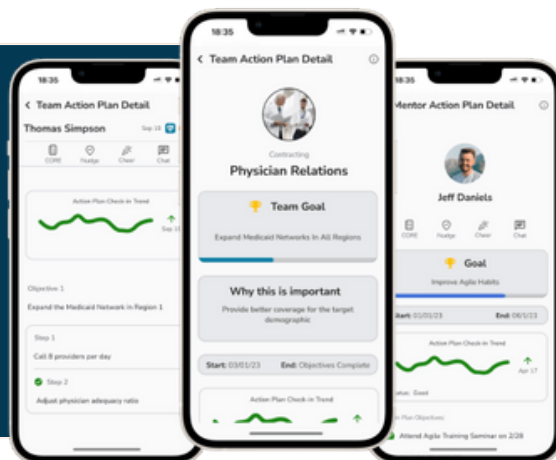 18:35
Team Action Plan Detail
Thomas Simpson
Sep 18
CORE
Nudge
Cheer
Chat
Action Plan Check-in Trend
Sep
Objective 1
Expand the Medicaid Network in Region 1
Step 1
Call 8 providers per day
Step 2
Adjust physician adequacy ratio
18:35
Team Action Plan Detail
Contracting
Physician Relations
Team Goal
Expand Medicaid Networks In All Regions
Why this is important
Provide better coverage for the target
demographic
Start: 03/01/23 End: Objectives Complete
Action Plan Check-in Trend
18:35
Mentor Action Plan Detail
Jeff Daniels
CORE
Nudge
Cheer
Chat
Goal
Improve Agile Habits
Start: 01/01/23
Action Plan Check-in Trend
Apr 17
Status: Good
Plan Objectives
Attend Agile Training Seminar on 2/28